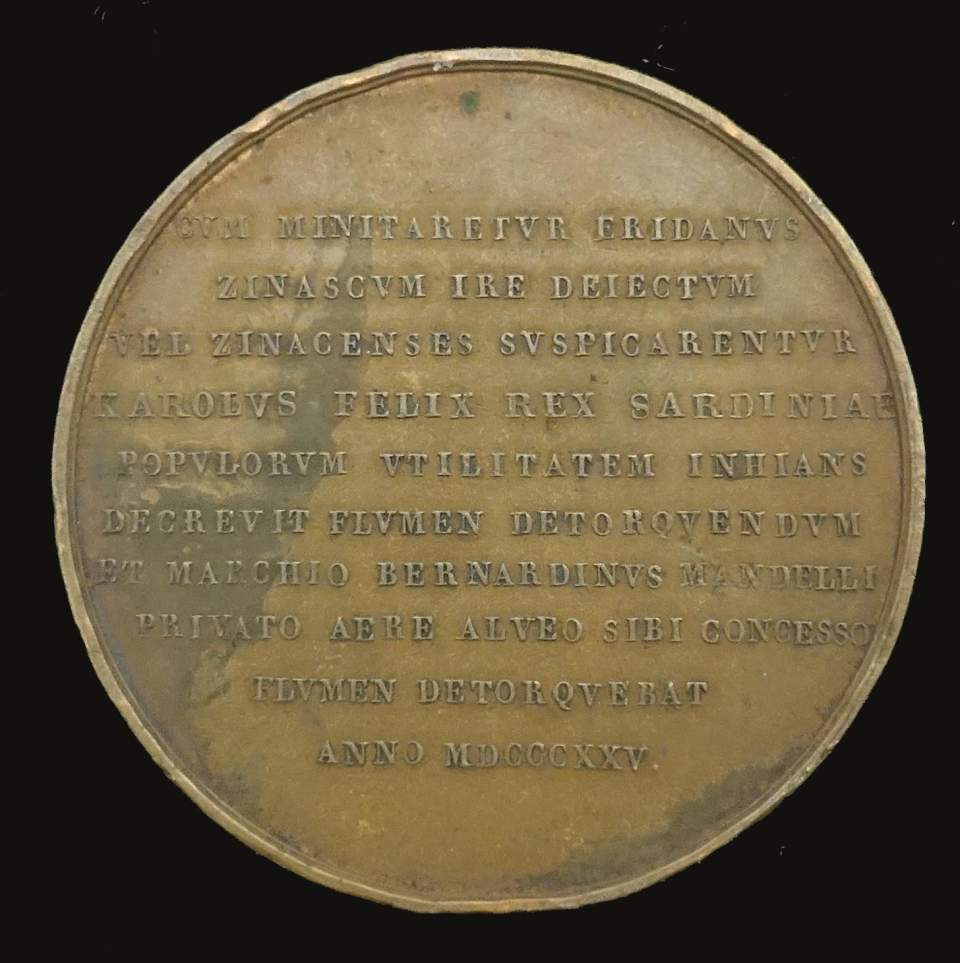 CVM MINITARETVR ERIDANVS
ZINASCVM IRE DEIECTVM
VEL ZINACENSES SVSPICARENTVR
KAROLVS FELIX REX SARDINIAE
POPVLORVM VTILITATEM INHIANS
DECREVIT FLVMEN DETORQVENDVM
ET MARCHIO BERNARDINVS MANDELLI
PRIVATO AERE ALVEO SIBI CONCESSO
FLVMEN DETORQVEBAT
ANNO MDCCCXXV.